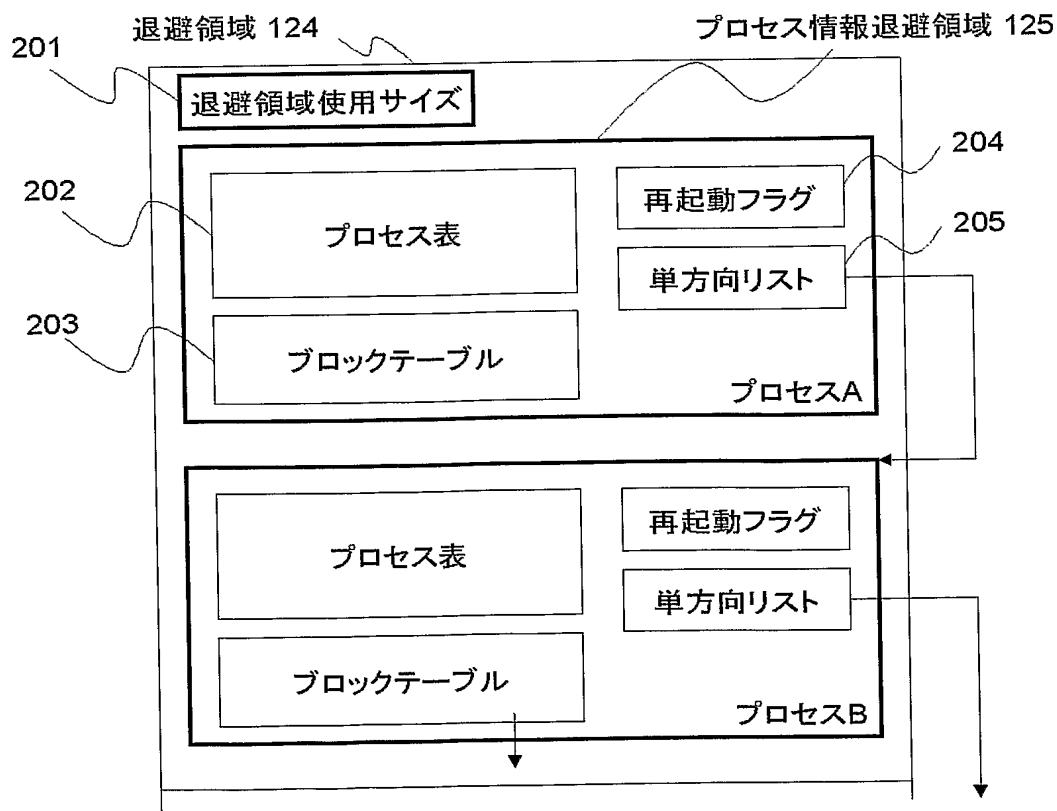 退避領域 124
プロセス情報退避領域 125
201
退避領域使用サイズ
202
プロセス表
再起動フラグ
204
単方向リスト
205
203
ブロックテーブル
プロセスA
プロセス表
再起動フラグ
単方向リスト
ブロックテーブル
プロセスB